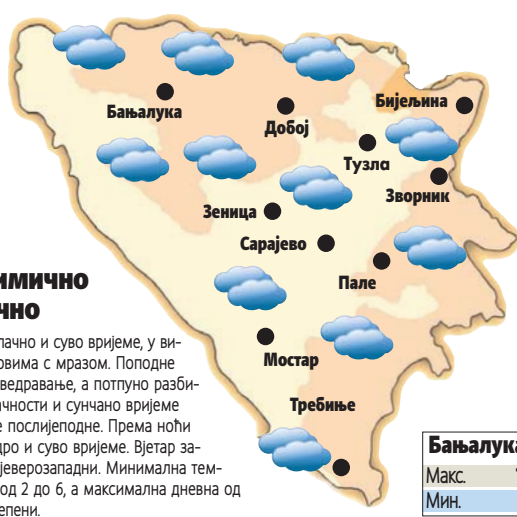 Бањалука
Добој
Бијељина
Тузла
Зворник
Зеница
Сарајево
Пале
Мостар
Требиње
имично
чно
лачно и суво вријеме, у ви-
овима с мразом. Поподне
ведравање, а потпуно разби-
ачности и сунчано вријеме
е послијеподне. Према ноћи
дро и суво вријеме. Вјетар за-
јеверозападни. Минимална тем-
од 2 до 6, а максимална дневна од
епени.
Бањалука
Макс.
Мин.